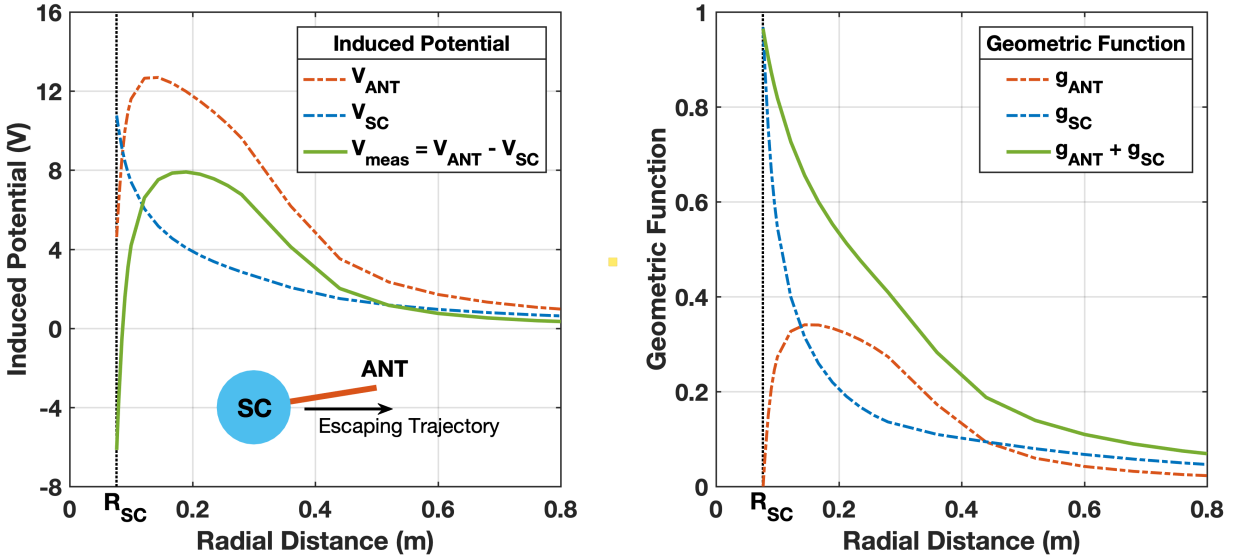 16
12
8
4
0
-4
-8
Induced Potential (V)
Induced Potential
V_ANT
V_SC
V_meas = V_ANT - V_SC
SC
ANT
Escaping Trajectory
0
R_SC
0.2
0.4
0.6
0.8
Radial Distance (m)
1
0.8
0.6
0.4
0.2
0
Geometric Function
Geometric Function
g_ANT
g_SC
g_ANT + g_SC
0
R_SC
0.2
0.4
0.6
0.8
Radial Distance (m)